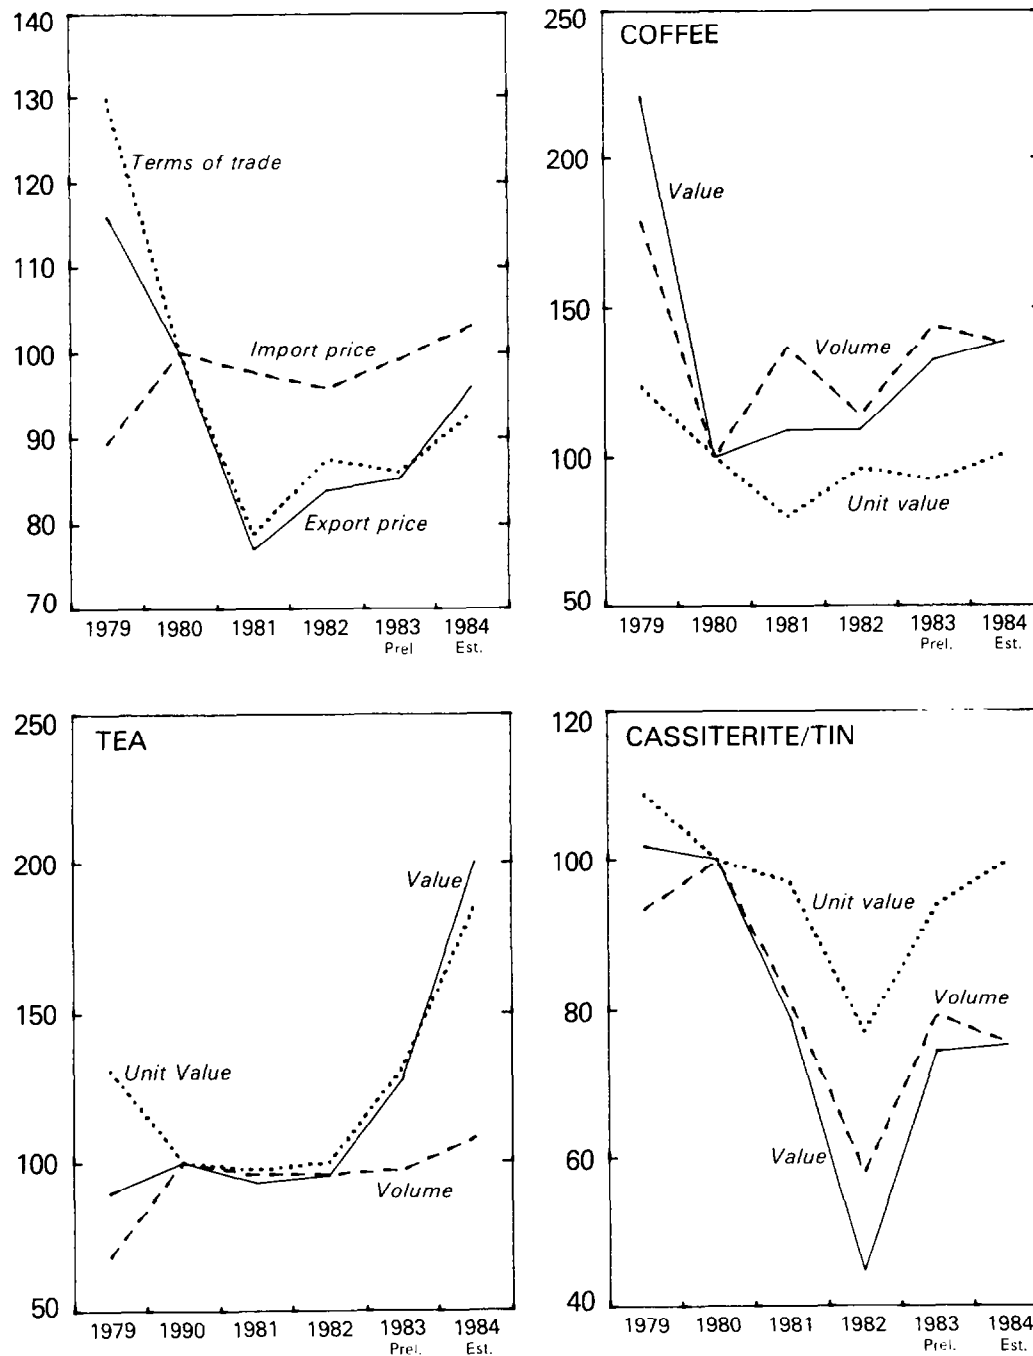 140
130
120
110
100
90
80
70
Terms of trade
Import price
Export price
1979 1980 1981 1982 1983 1984
Prel Est.
250
200
150
100
50
COFFEE
Value
Volume
Unit value
1979 1980 1981 1982 1983 1984
Prel. Est.
250
200
150
100
50
TEA
Value
Unit Value
Volume
1979 1990 1981 1982 1983 1984
Prel. Est.
120
100
80
60
40
CASSITERITE/TIN
Unit value
Volume
Value
1979 1980 1981 1982 1983 1984
Prel. Est.